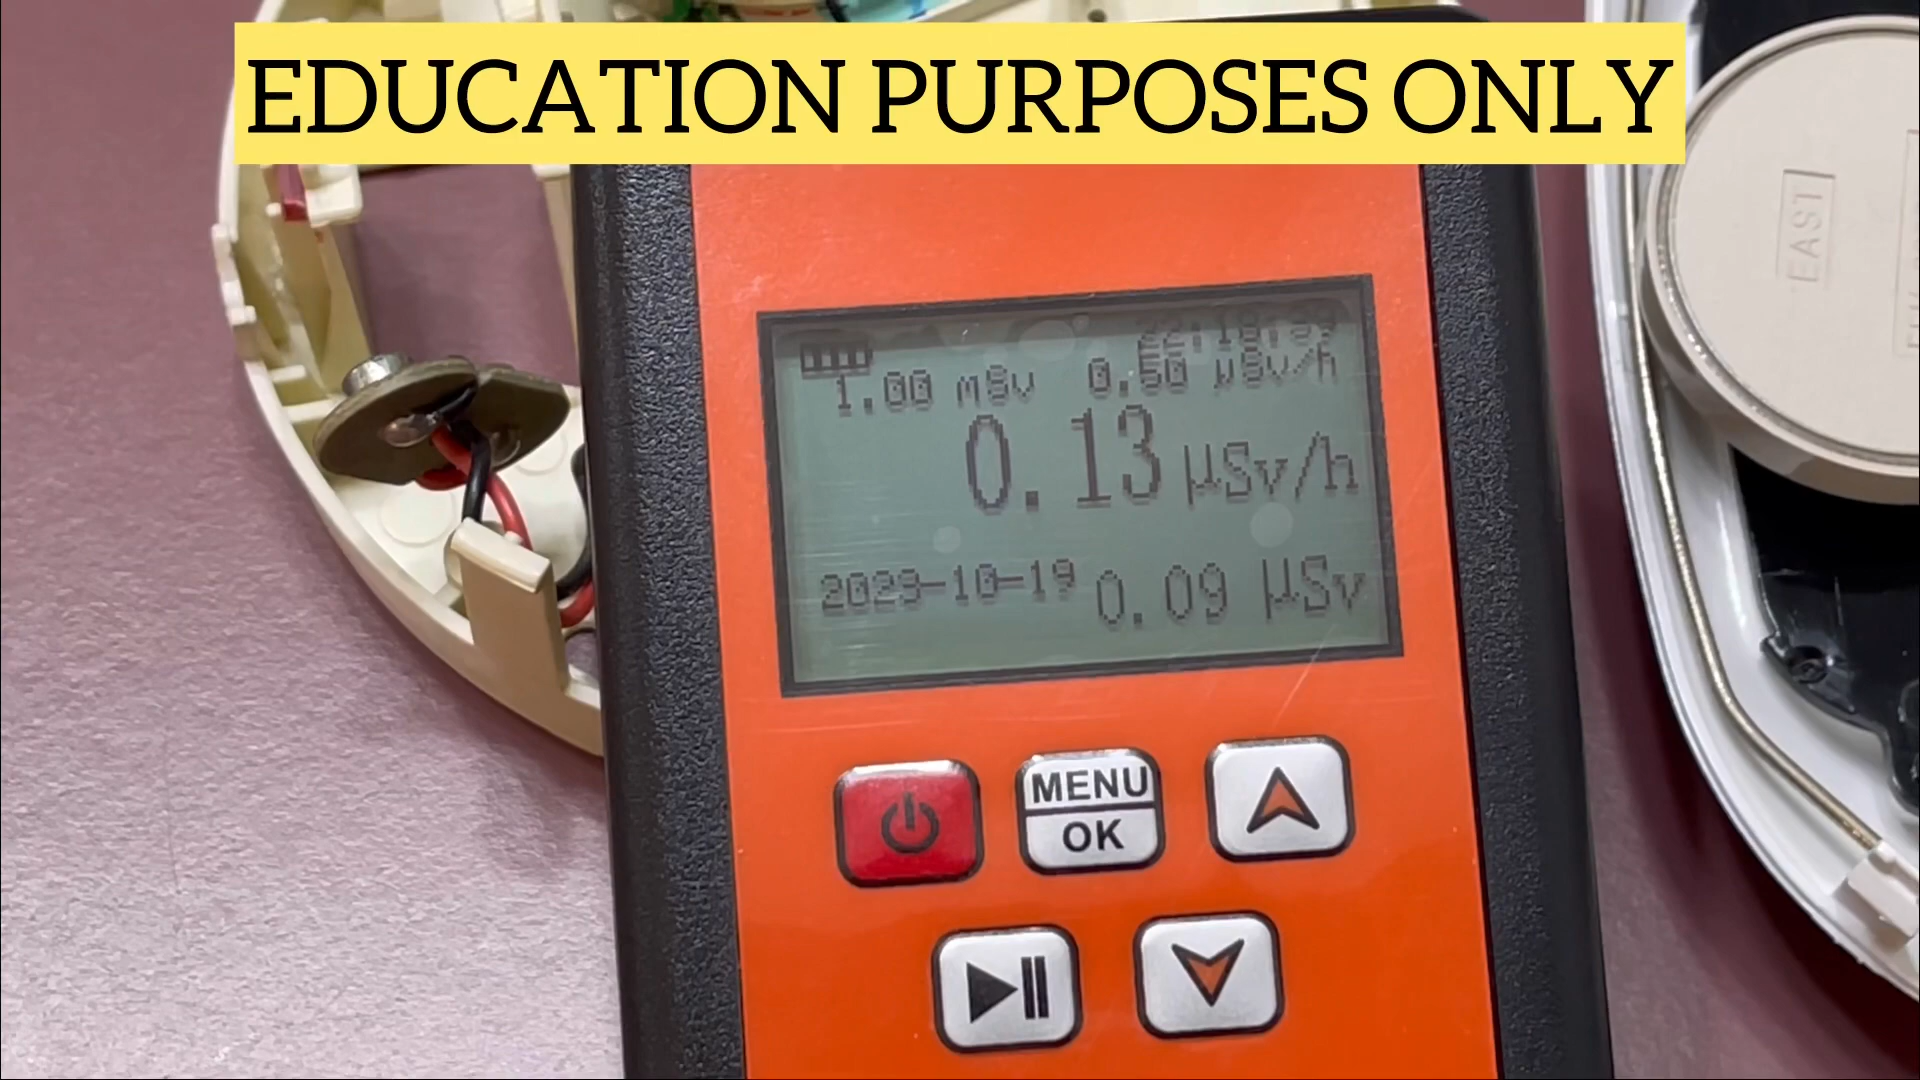 EDUCATION PURPOSES ONLY
EAST
1.00 mSv 0.50 µSv/h
0.13 µSv/h
2023-10-19 0.09 µSv
MENU
OK